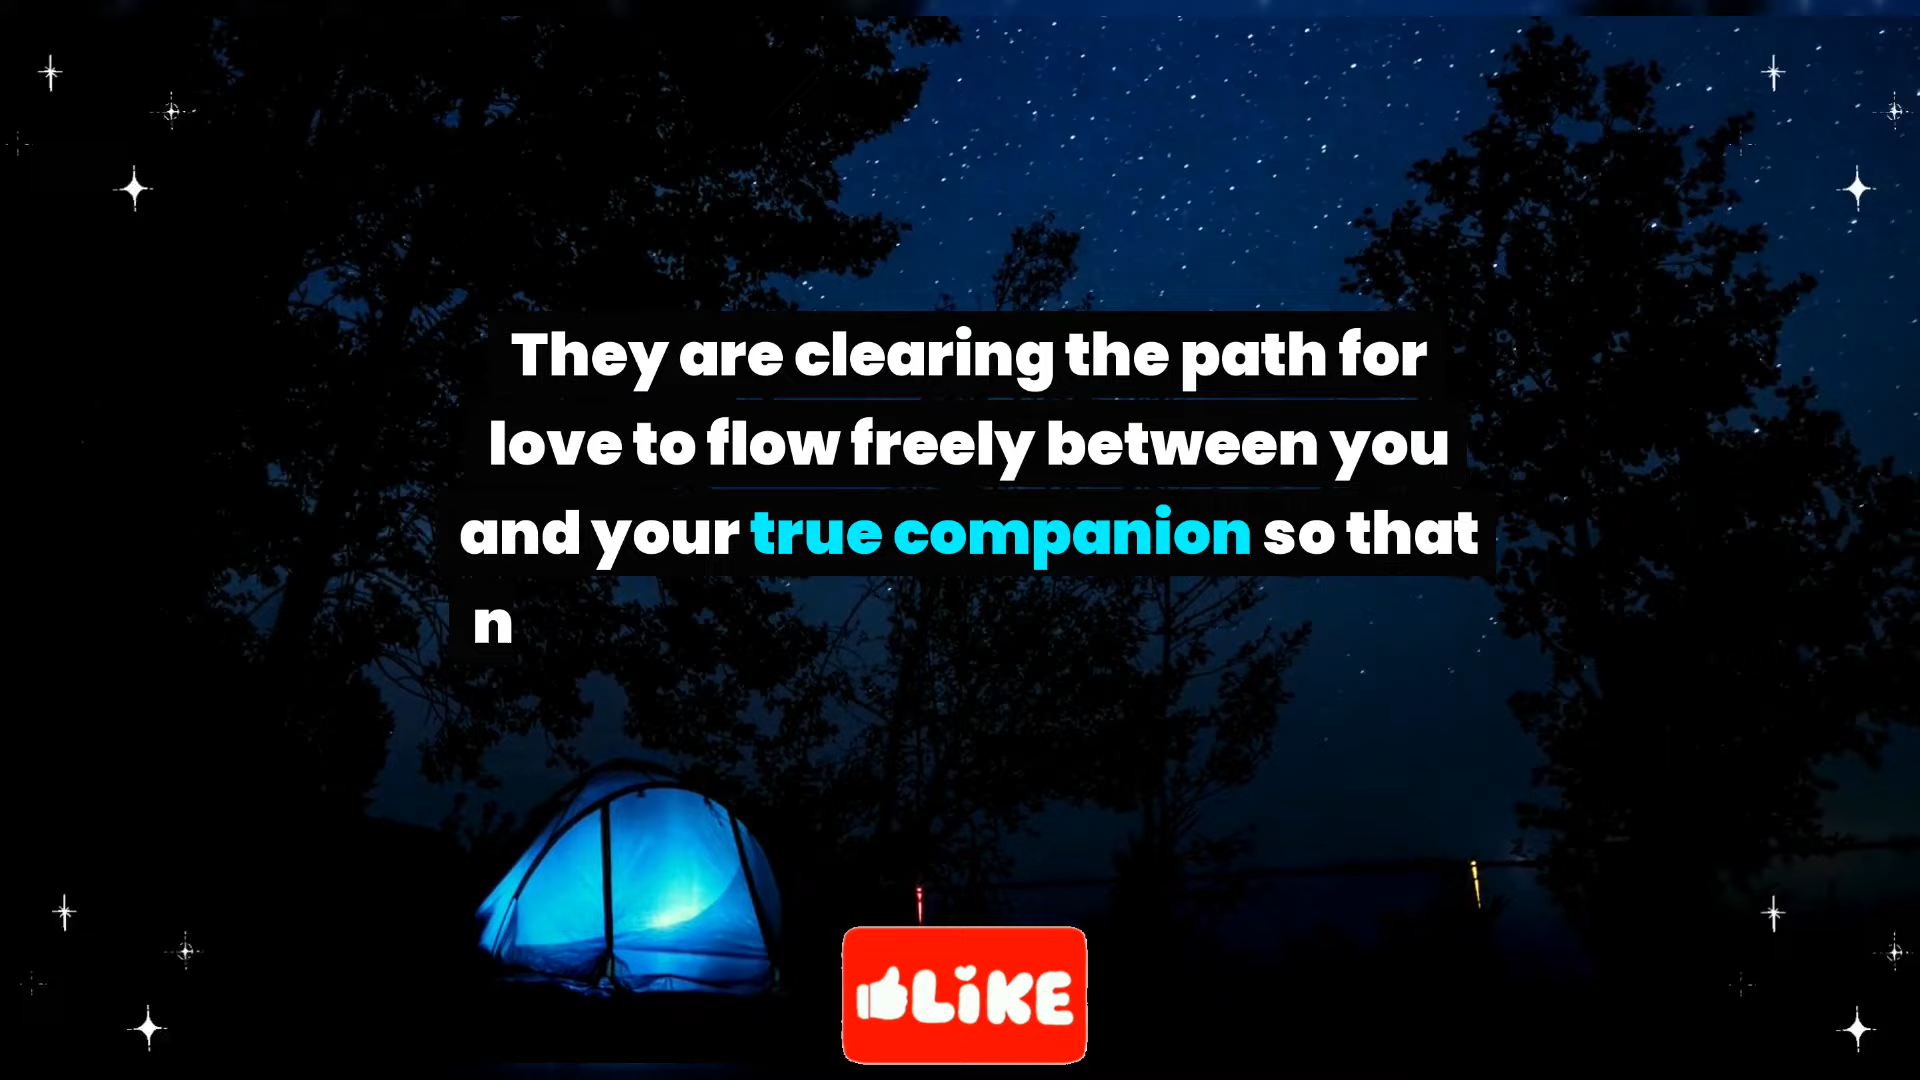 They are clearing the path for
love to flow freely between you
and your true companion so that
n
LIKE